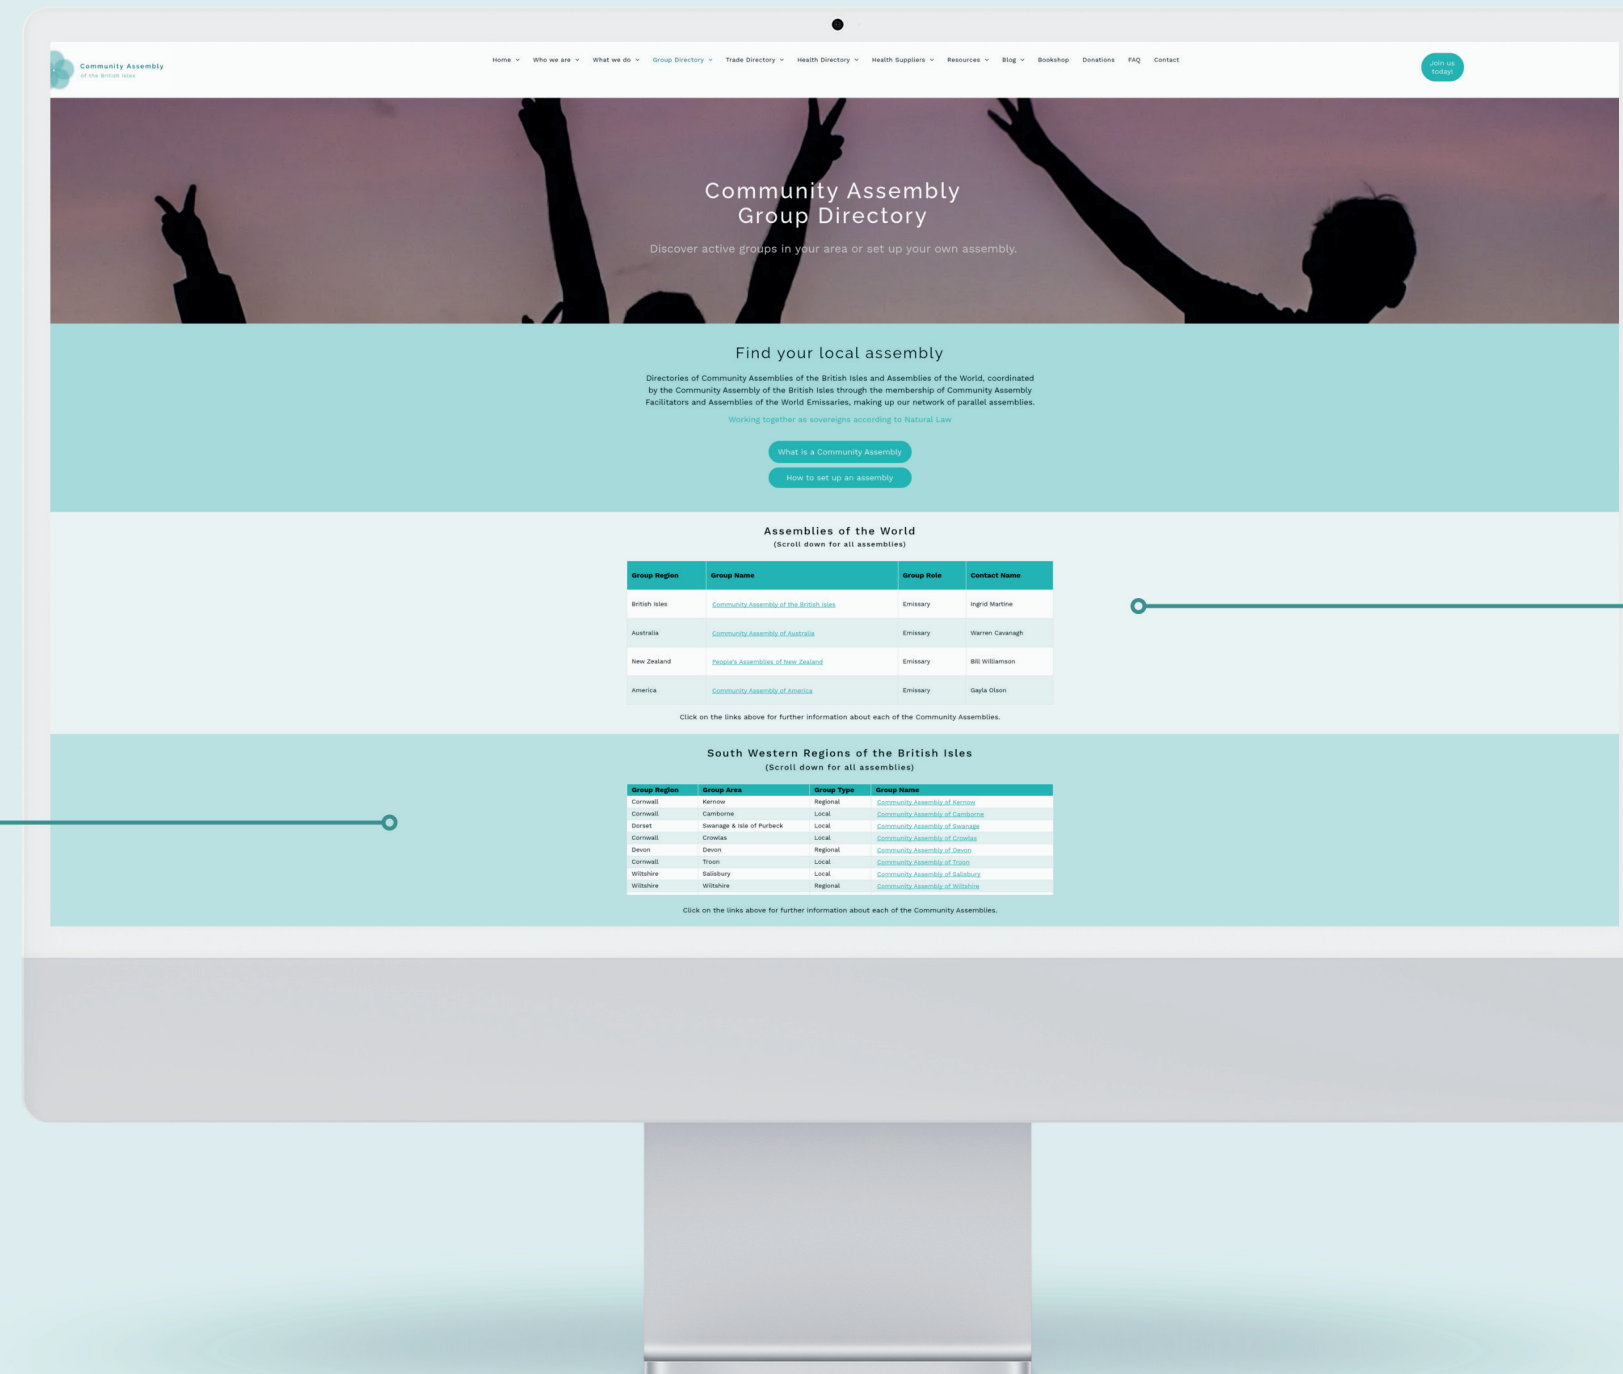 Community Assembly
of the British Isles
Home Who we are What we do Group Directory Trade Directory Health Directory Health Suppliers Resources Blog Bookshop Donations FAQ Contact
Join us
today!
Community Assembly
Group Directory
Discover active groups in your area or set up your own assembly.
Find your local assembly
Directories of Community Assemblies of the British Isles and Assemblies of the World, coordinated
by the Community Assembly of the British Isles through the membership of Community Assembly
Facilitators and Assemblies of the World Emissaries, making up our network of parallel assemblies.
Working together as sovereigns according to Natural Law
What is a Community Assembly
How to set up an assembly
Assemblies of the World
(Scroll down for all assemblies)
Group Region Group Name Group Role Contact Name
British Isles Community Assembly of the British Isles Emissary Ingrid Martine
Australia Community Assembly of Australia Emissary Warren Cavanagh
New Zealand People's Assemblies of New Zealand Emissary Bill Williamson
America Community Assembly of America Emissary Gayla Olson
Click on the links above for further information about each of the Community Assemblies.
South Western Regions of the British Isles
(Scroll down for all assemblies)
Group Region Group Area Group Type Group Name
Cornwall Kernow Regional Community Assembly of Kernow
Cornwall Camborne Local Community Assembly of Camborne
Dorset Swanage & Isle of Purbeck Local Community Assembly of Swanage
Cornwall Crowlas Local Community Assembly of Crowlas
Devon Devon Regional Community Assembly of Devon
Cornwall Troon Local Community Assembly of Troon
Wiltshire Salisbury Local Community Assembly of Salisbury
Wiltshire Wiltshire Regional Community Assembly of Wiltshire
Click on the links above for further information about each of the Community Assemblies.